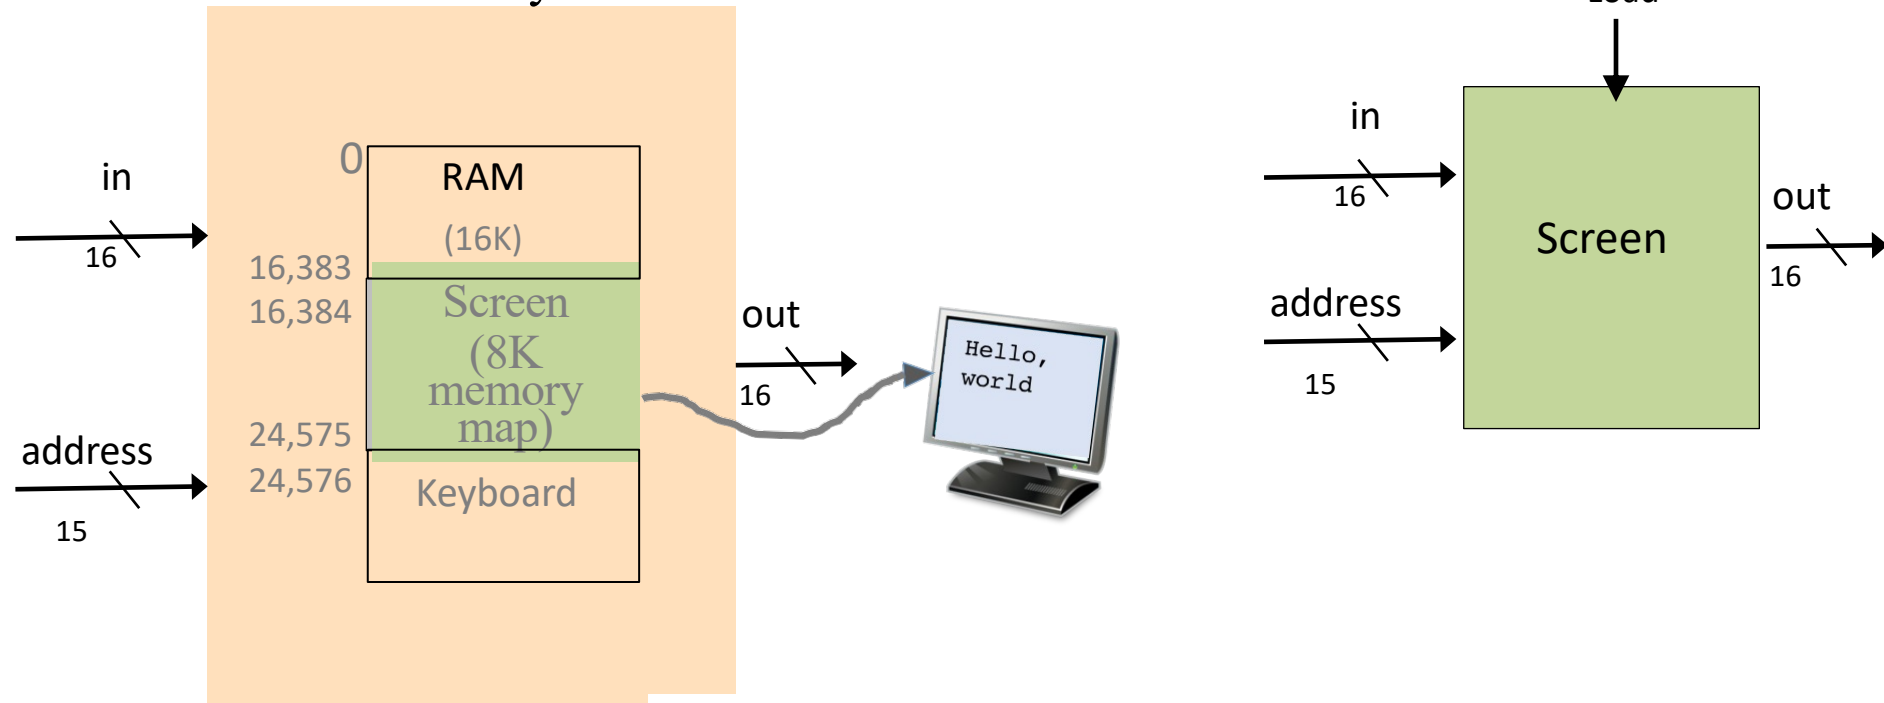 0
RAM
(16K)
in
16
16,383
16,384
Screen
(8K
memory
map)
24,575
24,576
Keyboard
address
15
out
16
Hello,
world
in
16
address
15
Screen
out
16